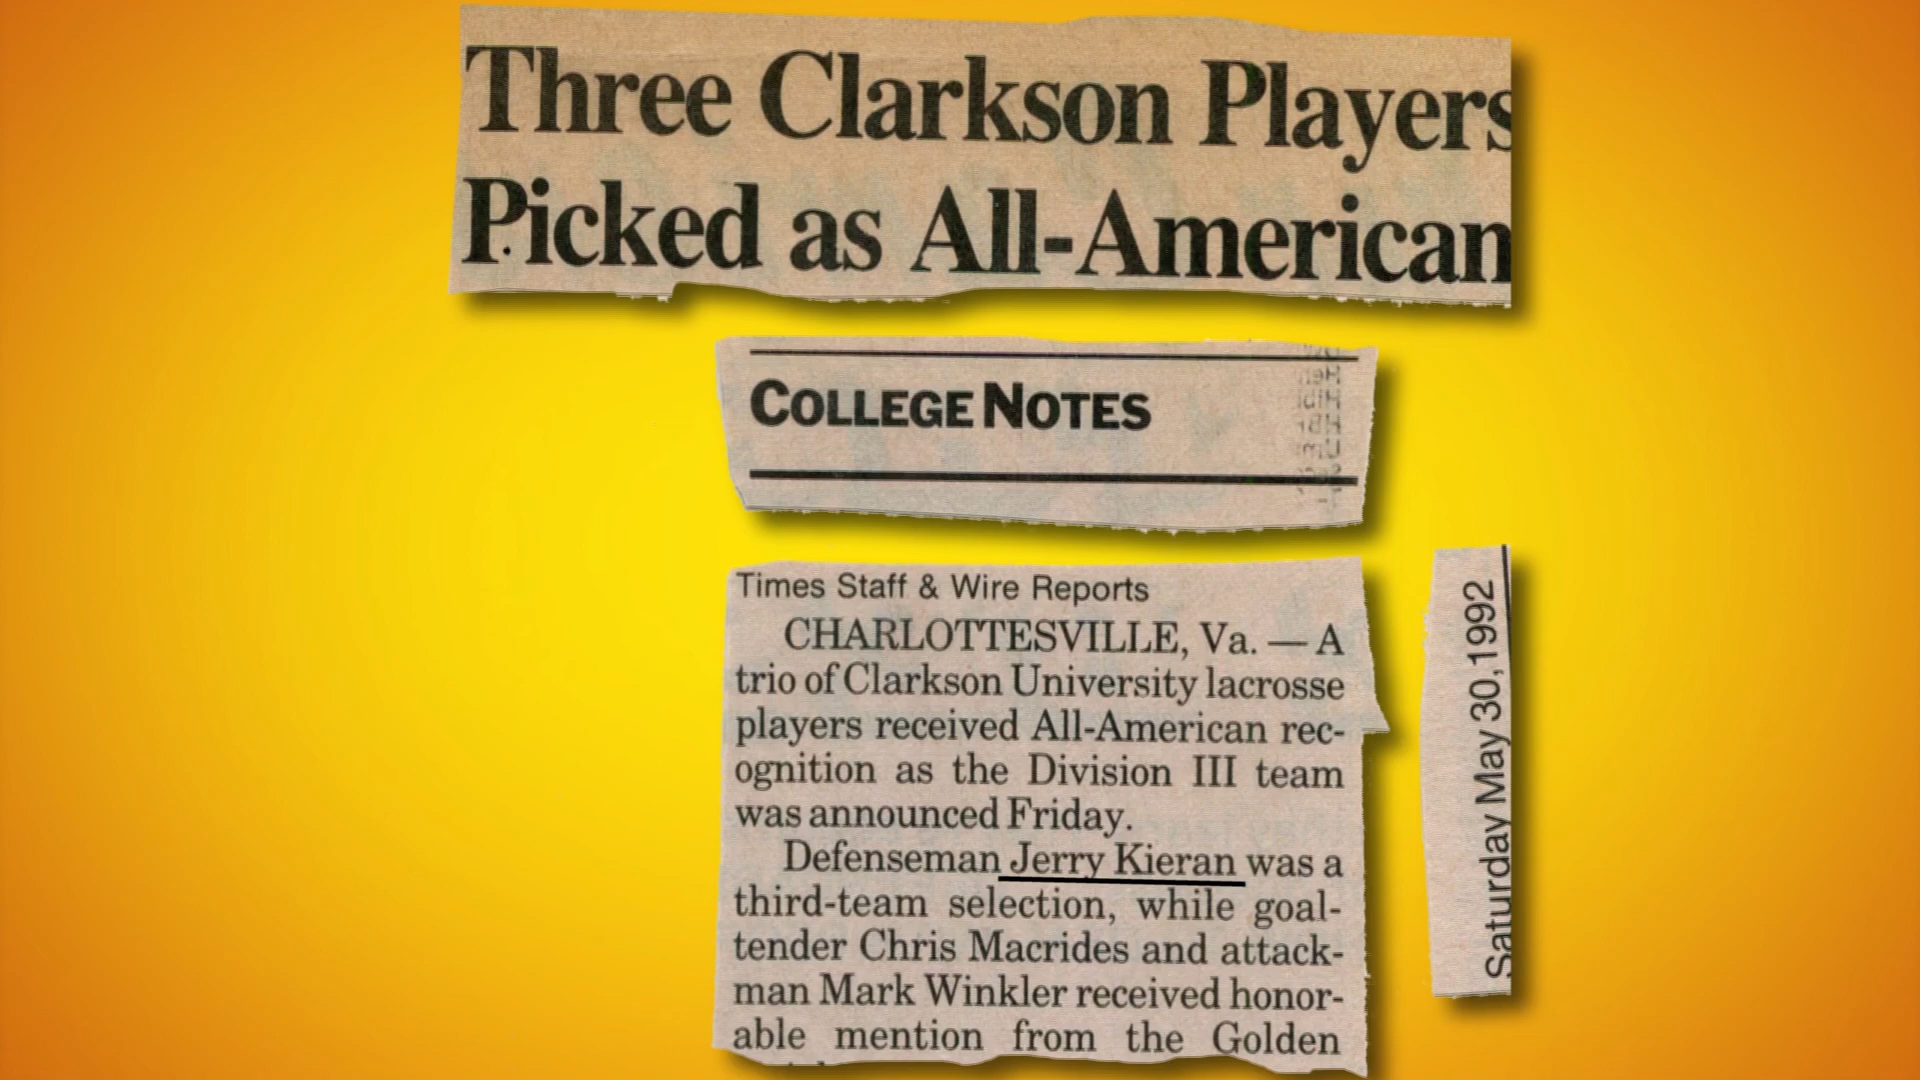 Three Clarkson Players
Picked as All-American
COLLEGE NOTES
Times Staff & Wire Reports
CHARLOTTESVILLE, Va. — A
trio of Clarkson University lacrosse
players received All-American rec-
ognition as the Division III team
was announced Friday.
Defenseman Jerry Kieran was a
third-team selection, while goal-
tender Chris Macrides and attack-
man Mark Winkler received honor-
able mention from the Golden
Saturday May 30, 1992